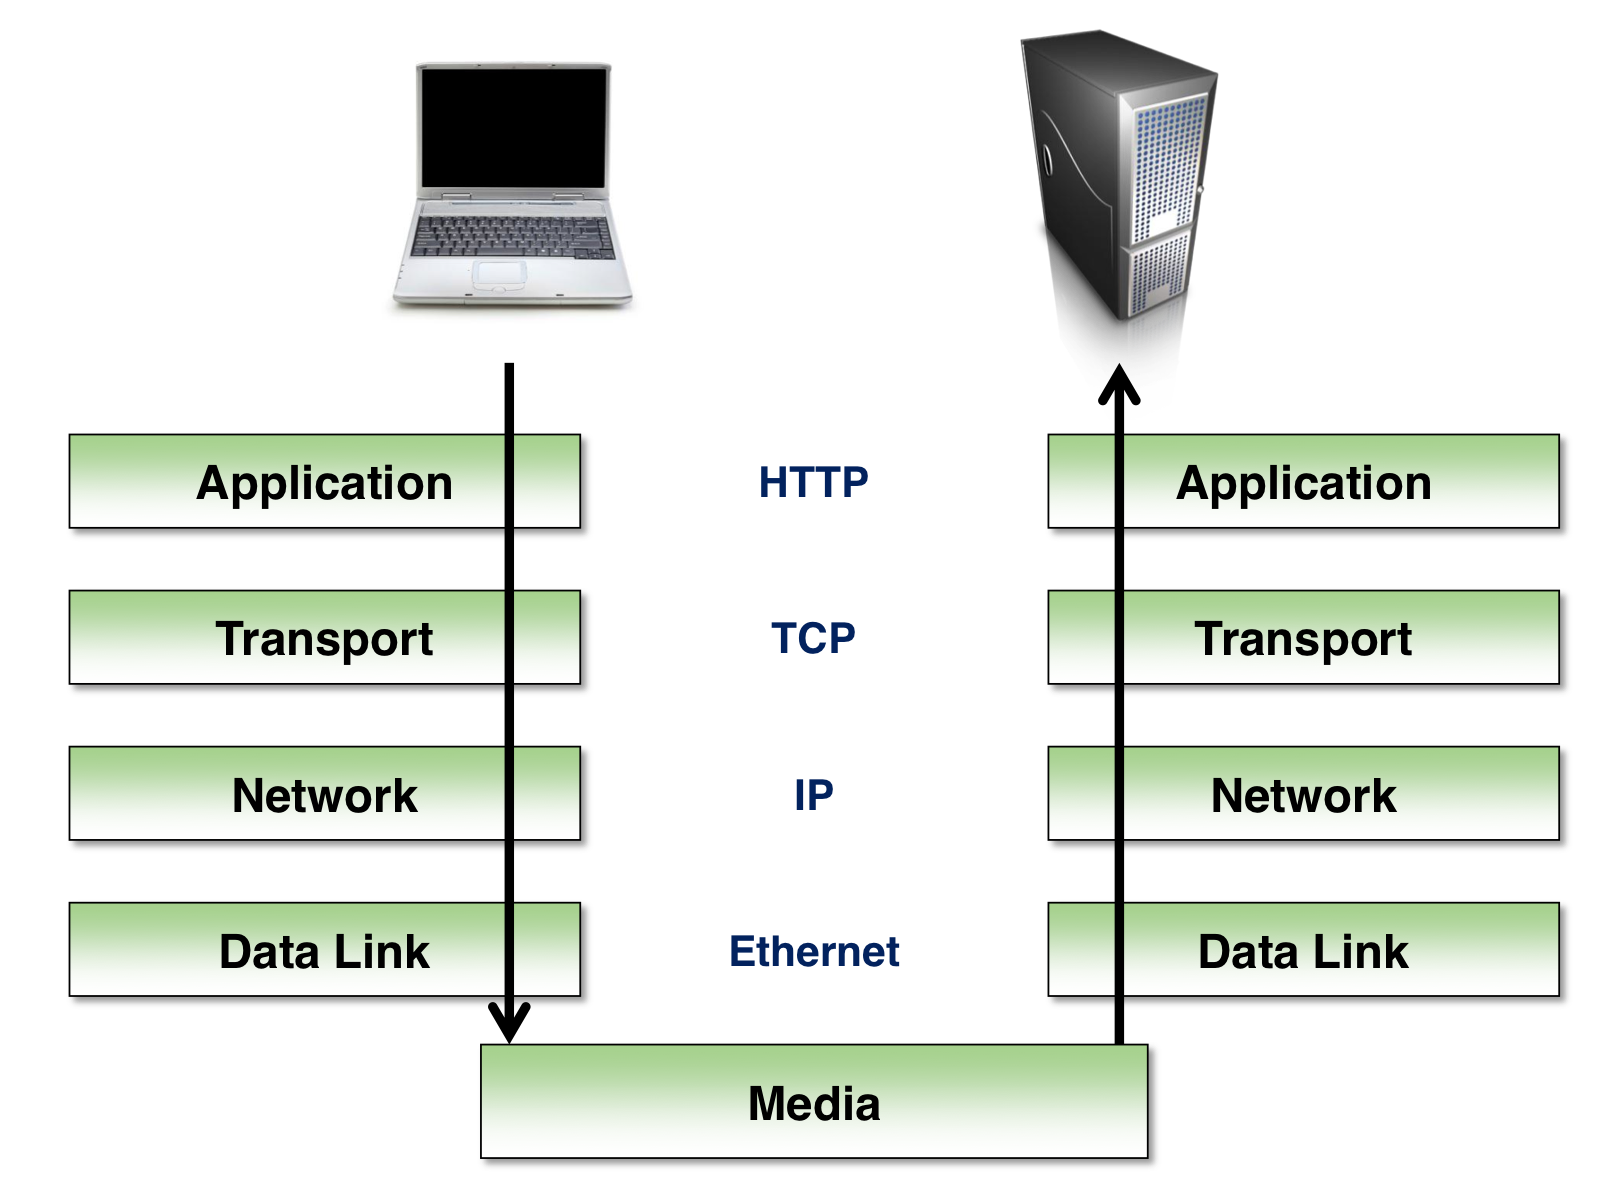 Application HTTP Application
Transport TCP Transport
Network IP Network
Data Link Ethernet Data Link
Media